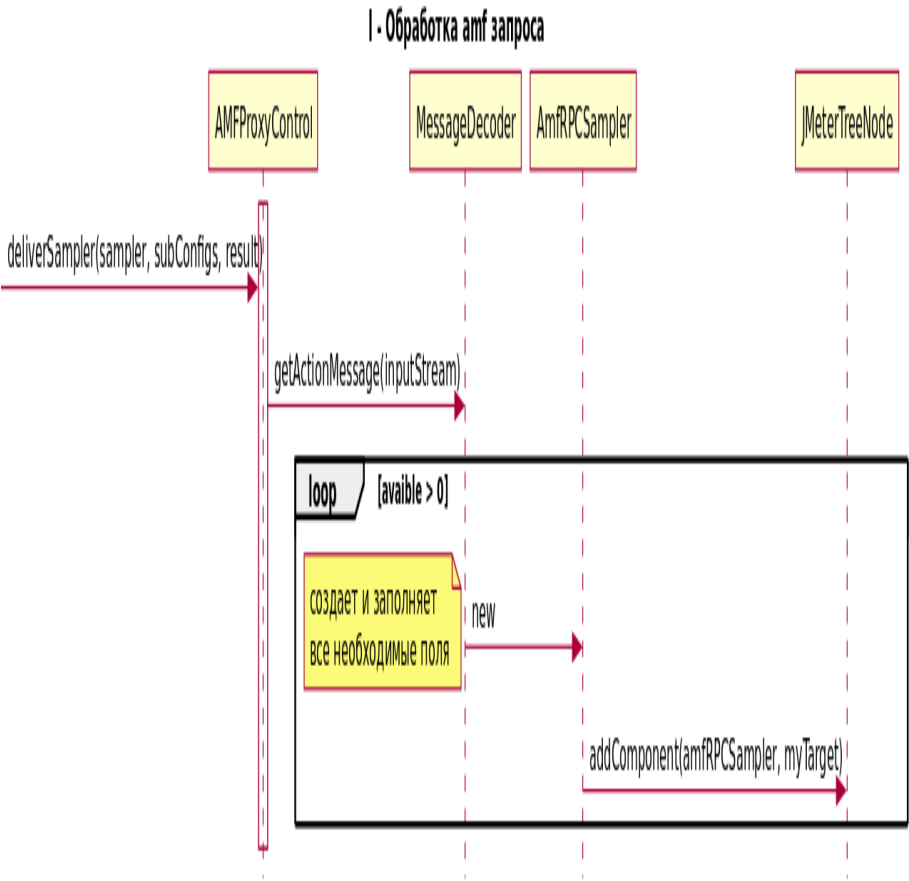 I - Обработка amf запроса
AMFProxyControl
MessageDecoder
AmfRPCSampler
JMeterTreeNode
deliverSampler(sampler, subConfigs, result)
getActionMessage(inputStream)
loop
[avaible > 0]
создает и заполняет
все необходимые поля
new
addComponent(amfRPCSampler, myTarget)